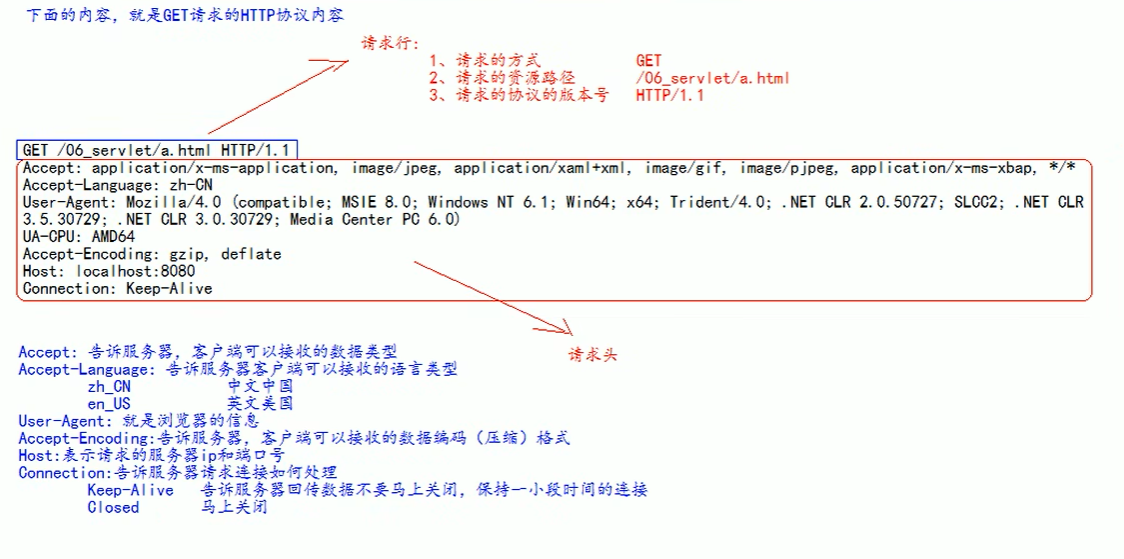 下面的内容，就是GET请求的HTTP协议内容
请求行：
1、请求的方式 GET
2、请求的资源路径 /06_servlet/a.html
3、请求的协议的版本号 HTTP/1.1
GET /06_servlet/a.html HTTP/1.1
Accept: application/x-ms-application, image/jpeg, application/xaml+xml, image/gif, image/pjpeg, application/x-ms-xbap, */*
Accept-Language: zh-CN
User-Agent: Mozilla/4.0 (compatible; MSIE 8.0; Windows NT 6.1; Win64; x64; Trident/4.0; .NET CLR 2.0.50727; SLCC2; .NET CLR
3.5.30729; .NET CLR 3.0.30729; Media Center PC 6.0)
UA-CPU: AMD64
Accept-Encoding: gzip, deflate
Host: localhost:8080
Connection: Keep-Alive
请求头
Accept: 告诉服务器，客户端可以接收的数据类型
Accept-Language: 告诉服务器客户端可以接收的语言类型
zh_CN 中文中国
en_US 英文美国
User-Agent: 就是浏览器的信息
Accept-Encoding:告诉服务器，客户端可以接收的数据编码（压缩）格式
Host:表示请求的服务器ip和端口号
Connection:告诉服务器请求连接如何处理
Keep-Alive 告诉服务器回传数据不要马上关闭，保持一小段时间的连接
Closed 马上关闭